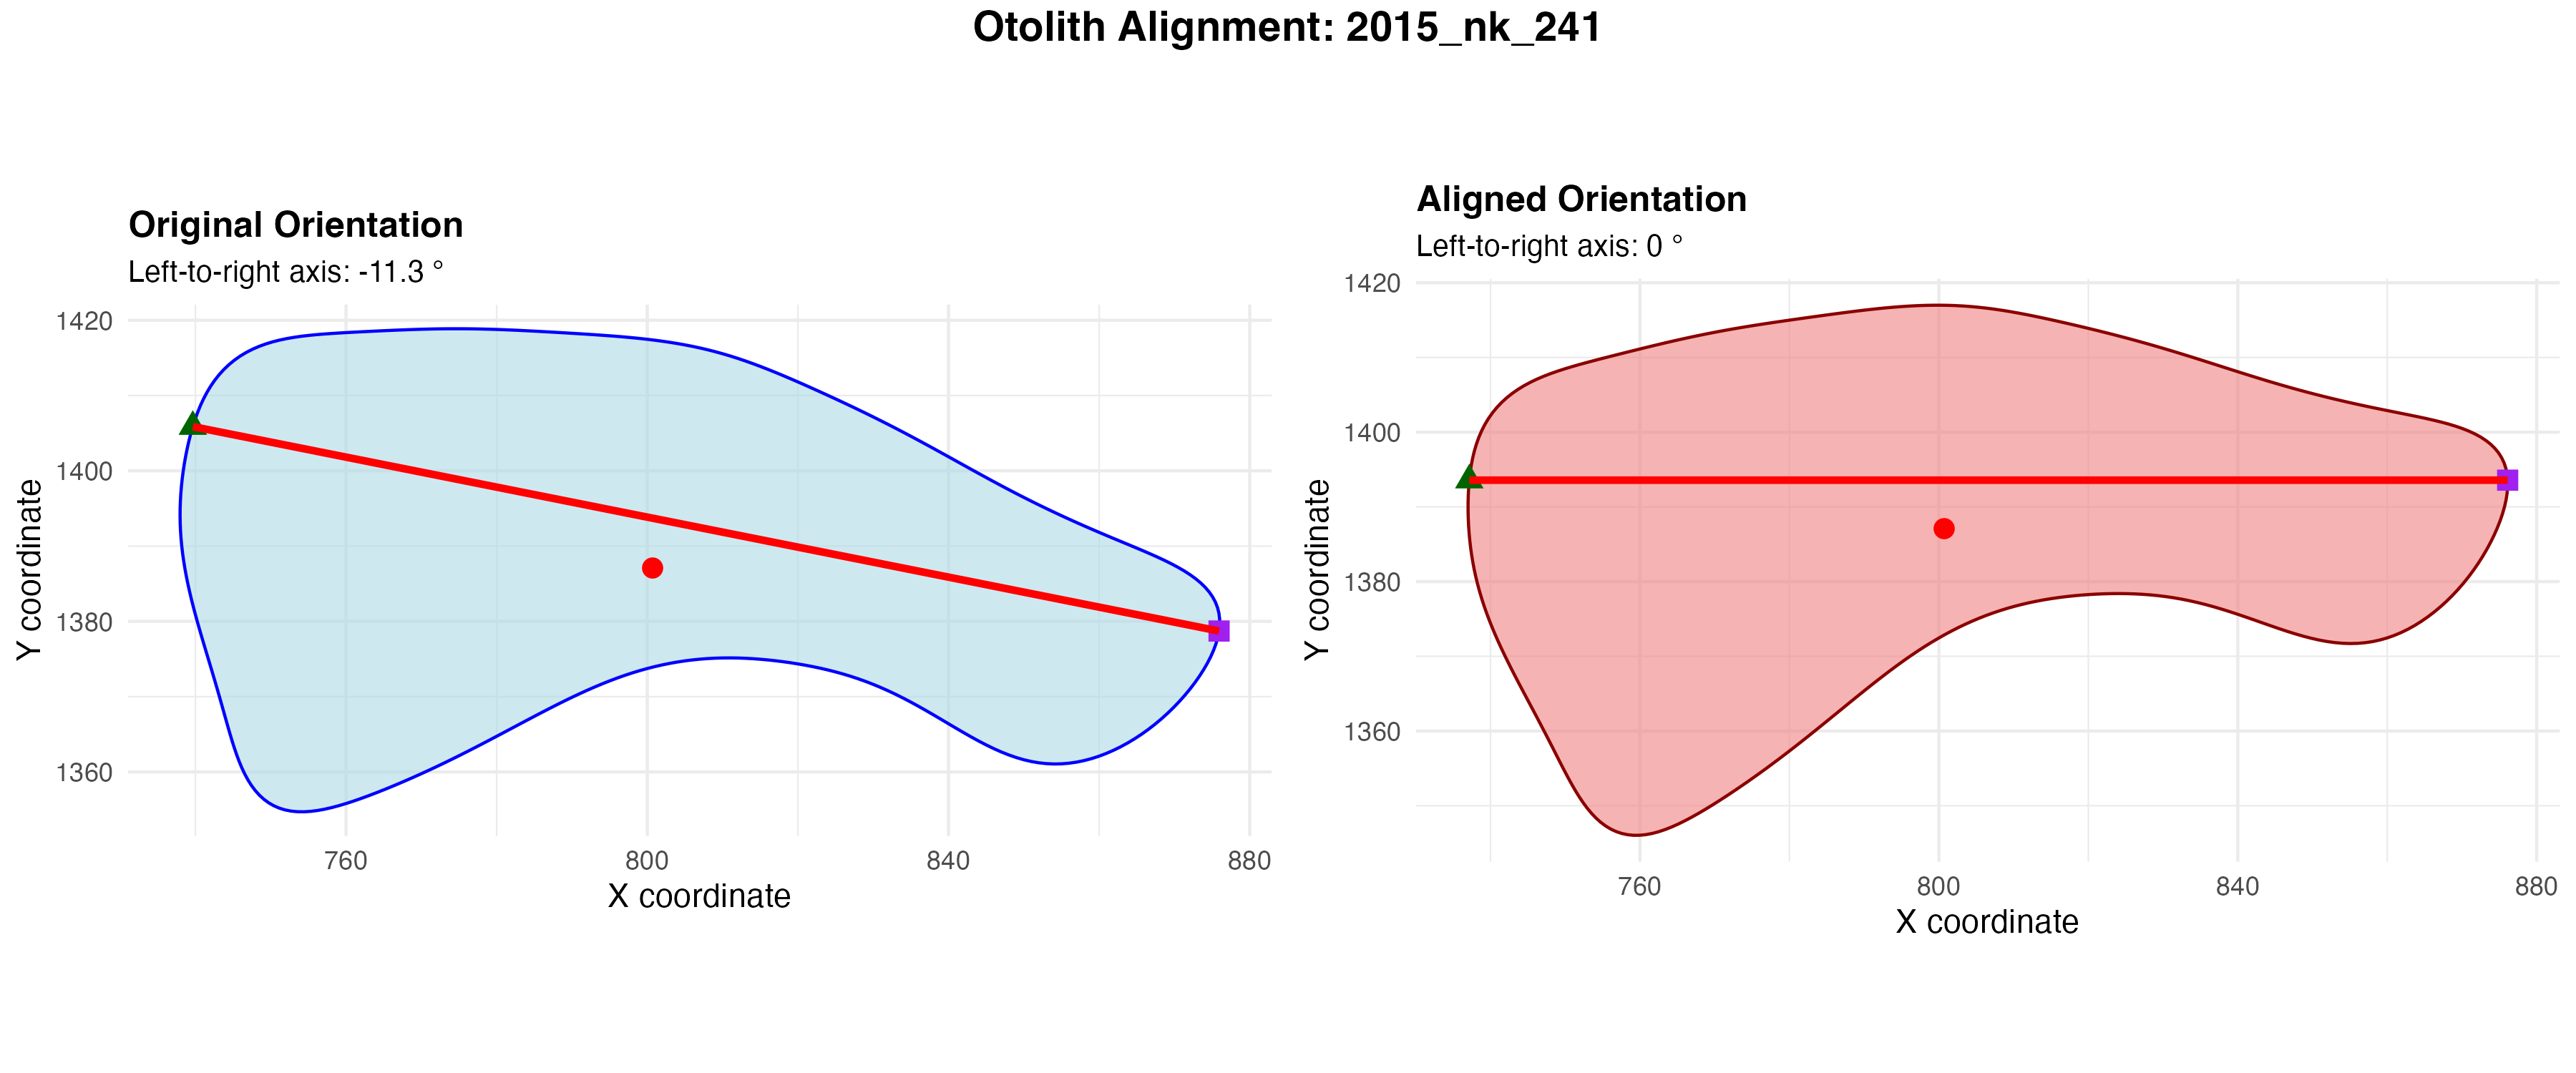 Otolith Alignment: 2015_nk_241
Original Orientation
Left-to-right axis: -11.3 °
1420
1400
1380
1360
Y coordinate
760
800
840
880
X coordinate
Aligned Orientation
Left-to-right axis: 0 °
1420
1400
1380
1360
Y coordinate
760
800
840
880
X coordinate